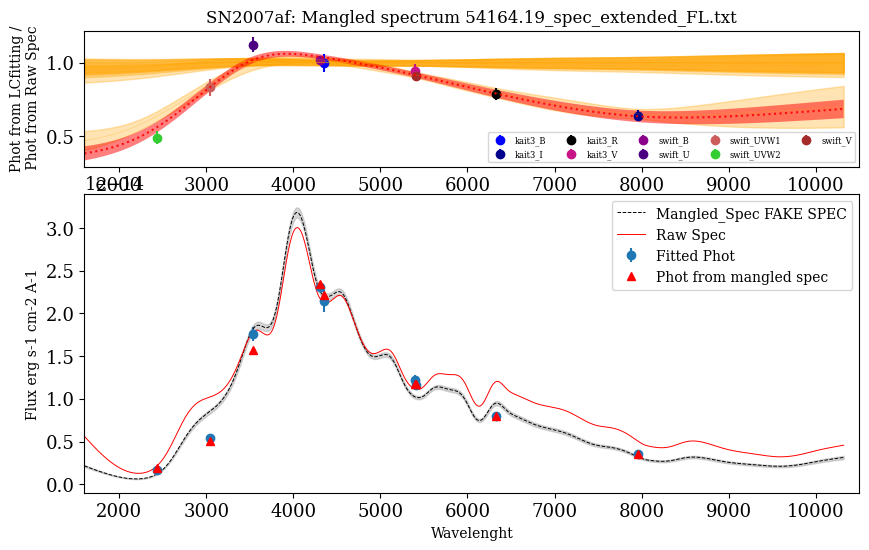 SN2007af: Mangled spectrum 54164.19_spec_extended_FL.txt
Phot from LCfitting /
Phot from Raw Spec
1.0
0.5
kait3_B kait3_R swift_B swift_UVW1 swift_V
kait3_I kait3_V swift_U swift_UVW2
2000 3000 4000 5000 6000 7000 8000 9000 10000
Flux erg s-1 cm-2 A-1
3.0
2.5
2.0
1.5
1.0
0.5
0.0
Mangled_Spec FAKE SPEC
Raw Spec
Fitted Phot
Phot from mangled spec
2000 3000 4000 5000 6000 7000 8000 9000 10000
Wavelenght